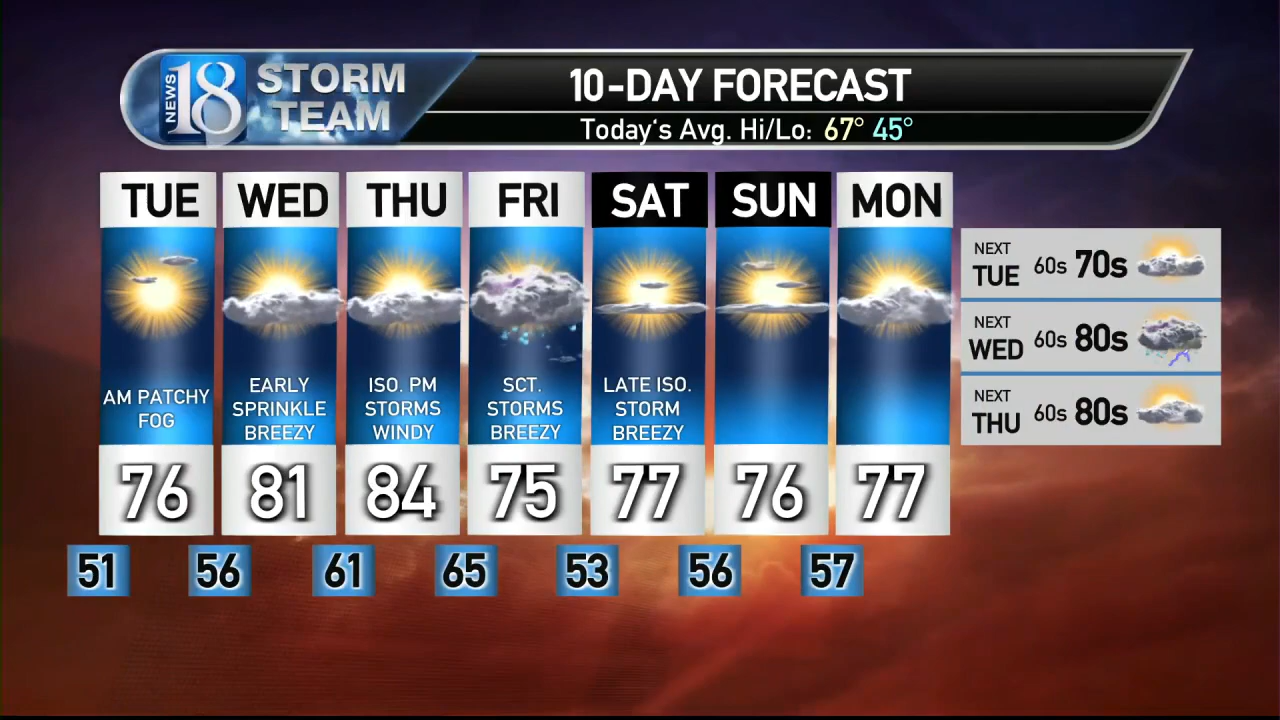 NEWS 18 STORM TEAM
10-DAY FORECAST
Today's Avg. Hi/Lo: 67° 45°
TUE
AM PATCHY
FOG
76
51
WED
EARLY
SPRINKLE
BREEZY
81
56
THU
ISO. PM
STORMS
WINDY
84
61
FRI
SCT.
STORMS
BREEZY
75
65
SAT
LATE ISO.
STORM
BREEZY
77
53
SUN
76
56
MON
77
57
NEXT
TUE
60s 70s
NEXT
WED
60s 80s
NEXT
THU
60s 80s